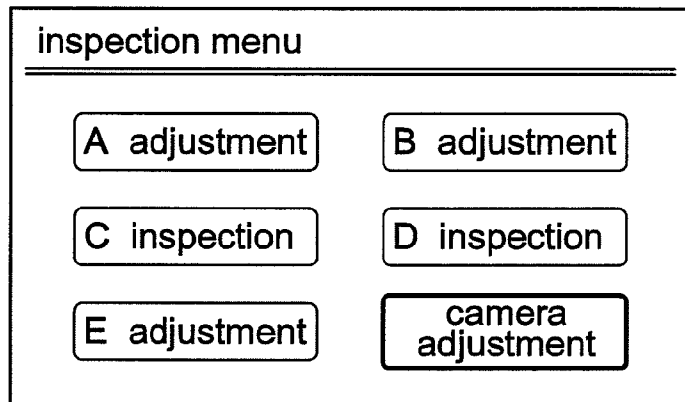 inspection menu
A adjustment
B adjustment
C inspection
D inspection
E adjustment
camera
adjustment